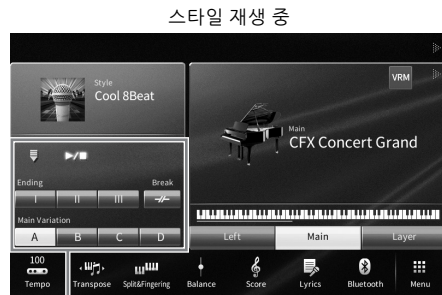 스타일 재생 중
Style
Cool 8Beat
VRM
Main
CFX Concert Grand
Ending
Break
I
II
III
Main Variation
A
B
C
D
Left
Main
Layer
100
Tempo
Transpose
Split&Fingering
Balance
Score
Lyrics
Bluetooth
Menu